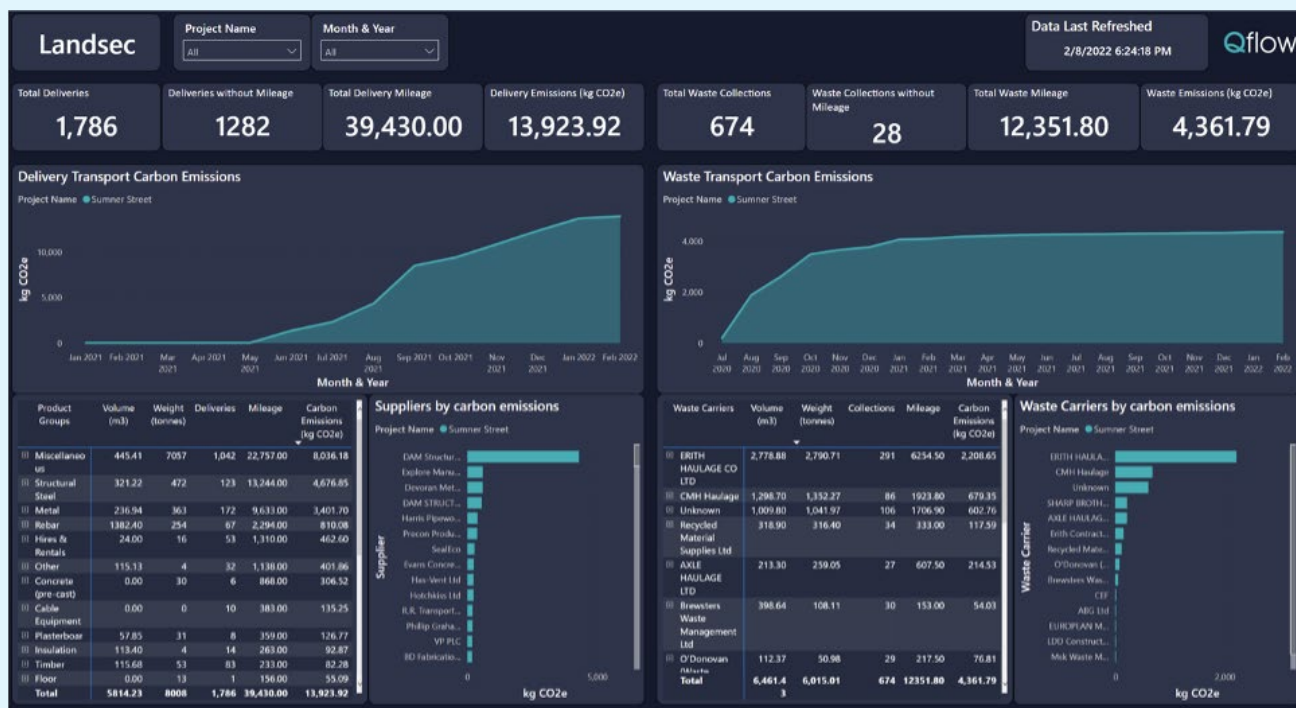 Landsec
Project Name
All
Month & Year
All
Data Last Refreshed
2/8/2022 6:24:18 PM
Qflow
Total Deliveries
1,786
Deliveries without Mileage
1282
Total Delivery Mileage
39,430.00
Delivery Emissions (kg CO2e)
13,923.92
Total Waste Collections
674
Waste Collections without
Mileage
28
Total Waste Mileage
12,351.80
Waste Emissions (kg CO2e)
4,361.79
Delivery Transport Carbon Emissions
Project Name Sumner Street
kg CO2e
10,000
5,000
0
Jan 2021 Feb 2021 Mar 2021 Apr 2021 May 2021 Jun 2021 Jul 2021 Aug 2021 Sep 2021 Oct 2021 Nov 2021 Dec 2021 Jan 2022 Feb 2022
Month & Year
Waste Transport Carbon Emissions
Project Name Sumner Street
kg CO2e
4,000
2,000
0
Jul 2020 Aug 2020 Sep 2020 Oct 2020 Nov 2020 Dec 2020 Jan 2021 Feb 2021 Mar 2021 Apr 2021 May 2021 Jun 2021 Jul 2021 Aug 2021 Sep 2021 Oct 2021 Nov 2021 Dec 2021 Jan 2022 Feb 2022
Month & Year
Product Groups Volume (m3) Weight (tonnes) Deliveries Mileage Carbon Emissions (kg CO2e)
Miscellaneous 445.41 7057 1,042 22,757.00 8,036.18
Structural Steel 321.22 472 123 13,244.00 4,676.85
Metal 236.94 363 172 9,633.00 3,401.70
Rebar 1382.40 254 67 2,294.00 810.08
Hires & Rentals 24.00 16 53 1,310.00 462.60
Other 115.13 4 32 1,138.00 401.86
Concrete (pre-cast) 0.00 30 6 868.00 306.52
Cable Equipment 0.00 0 10 383.00 135.25
Plasterboar 57.85 31 8 359.00 126.77
Insulation 113.40 4 14 263.00 92.87
Timber 115.68 53 83 233.00 82.28
Floor 0.00 13 1 156.00 55.09
Total 5814.23 8008 1,786 39,430.00 13,923.92
Suppliers by carbon emissions
Project Name Sumner Street
Supplier
DAM Structur...
Explore Manu...
Devoran Met...
DAM STRUCT...
Harris Pipewo...
Precon Produ...
SealEco
Evans Concre...
Has-Vent Ltd
Hotchkiss Ltd
R.R. Transport...
Phillip Graha...
VP PLC
BD Fabricatio...
0 5,000
kg CO2e
Waste Carriers Volume (m3) Weight (tonnes) Collections Mileage Carbon Emissions (kg CO2e)
ERITH HAULAGE CO LTD 2,778.88 2,790.71 291 6254.50 2,208.65
CMH Haulage 1,298.70 1,352.27 86 1923.80 679.35
Unknown 1,009.80 1,041.97 106 1706.90 602.76
Recycled Material Supplies Ltd 318.90 316.40 34 333.00 117.59
AXLE HAULAGE LTD 213.30 259.05 27 607.50 214.53
Brewsters Waste Management Ltd 398.64 108.11 30 153.00 54.03
O'Donovan (Waste 112.37 50.98 29 217.50 76.81
Total 6,461.43 6,015.01 674 12351.80 4,361.79
Waste Carriers by carbon emissions
Project Name Sumner Street
Waste Carrier
ERITH HAULA...
CMH Haulage
Unknown
SHARP BROTH...
AXLE HAULAG...
Erith Contract...
Recycled Mate...
O'Donovan (...
Brewsters Was...
CEF
ABG Ltd
EUROPEAN M...
LDD Construct...
Msk Waste M...
0 2,000
kg CO2e